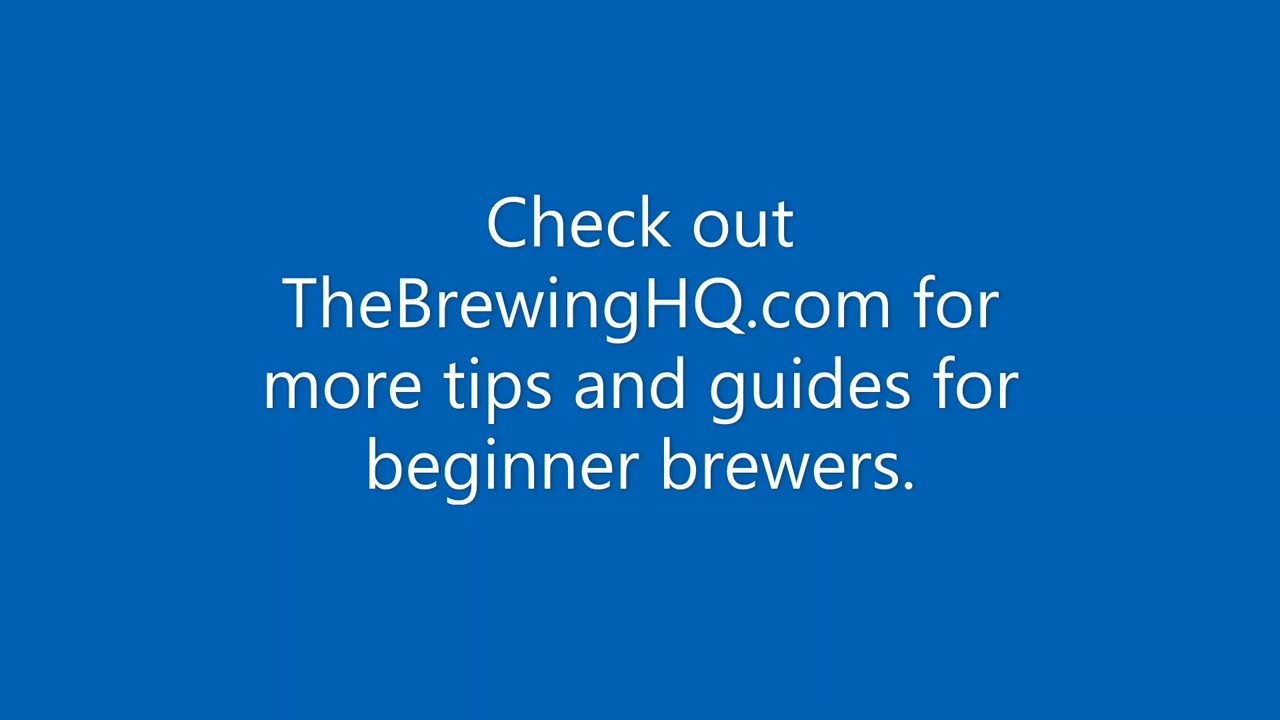 Check out
TheBrewingHQ.com for
more tips and guides for
beginner brewers.